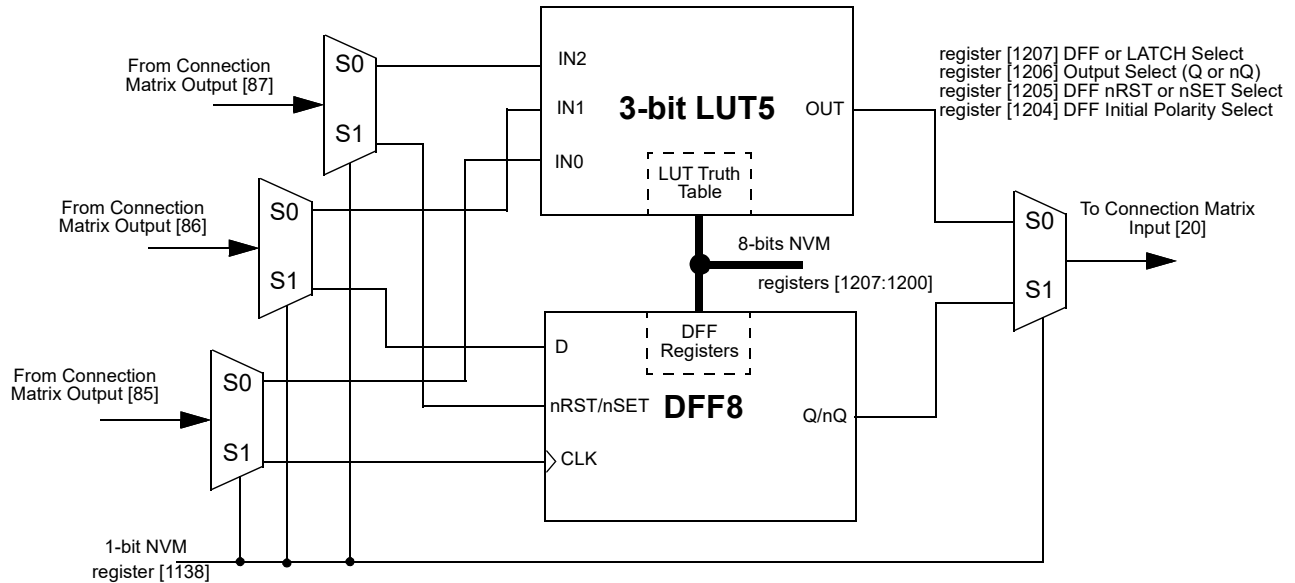 From Connection
Matrix Output [87]
S0
S1
From Connection
Matrix Output [86]
S0
S1
From Connection
Matrix Output [85]
S0
S1
1-bit NVM
register [1138]
IN2
IN1
IN0
3-bit LUT5
OUT
LUT Truth
Table
8-bits NVM
registers [1207:1200]
DFF
Registers
D
nRST/nSET
DFF8
CLK
Q/nQ
register [1207] DFF or LATCH Select
register [1206] Output Select (Q or nQ)
register [1205] DFF nRST or nSET Select
register [1204] DFF Initial Polarity Select
S0
S1
To Connection Matrix
Input [20]